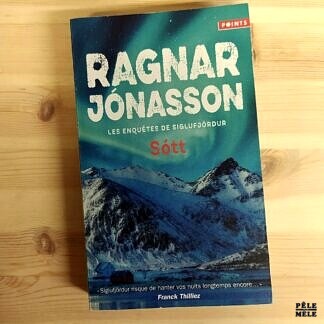 POINTS
RAGNAR
JÓNASSON
LES ENQUÊTES DE SIGLUFJÖRDUR
Sótt
« Siglufjördur risque de hanter vos nuits longtemps encore... »
Franck Thilliez
PÊLE
MÊLE